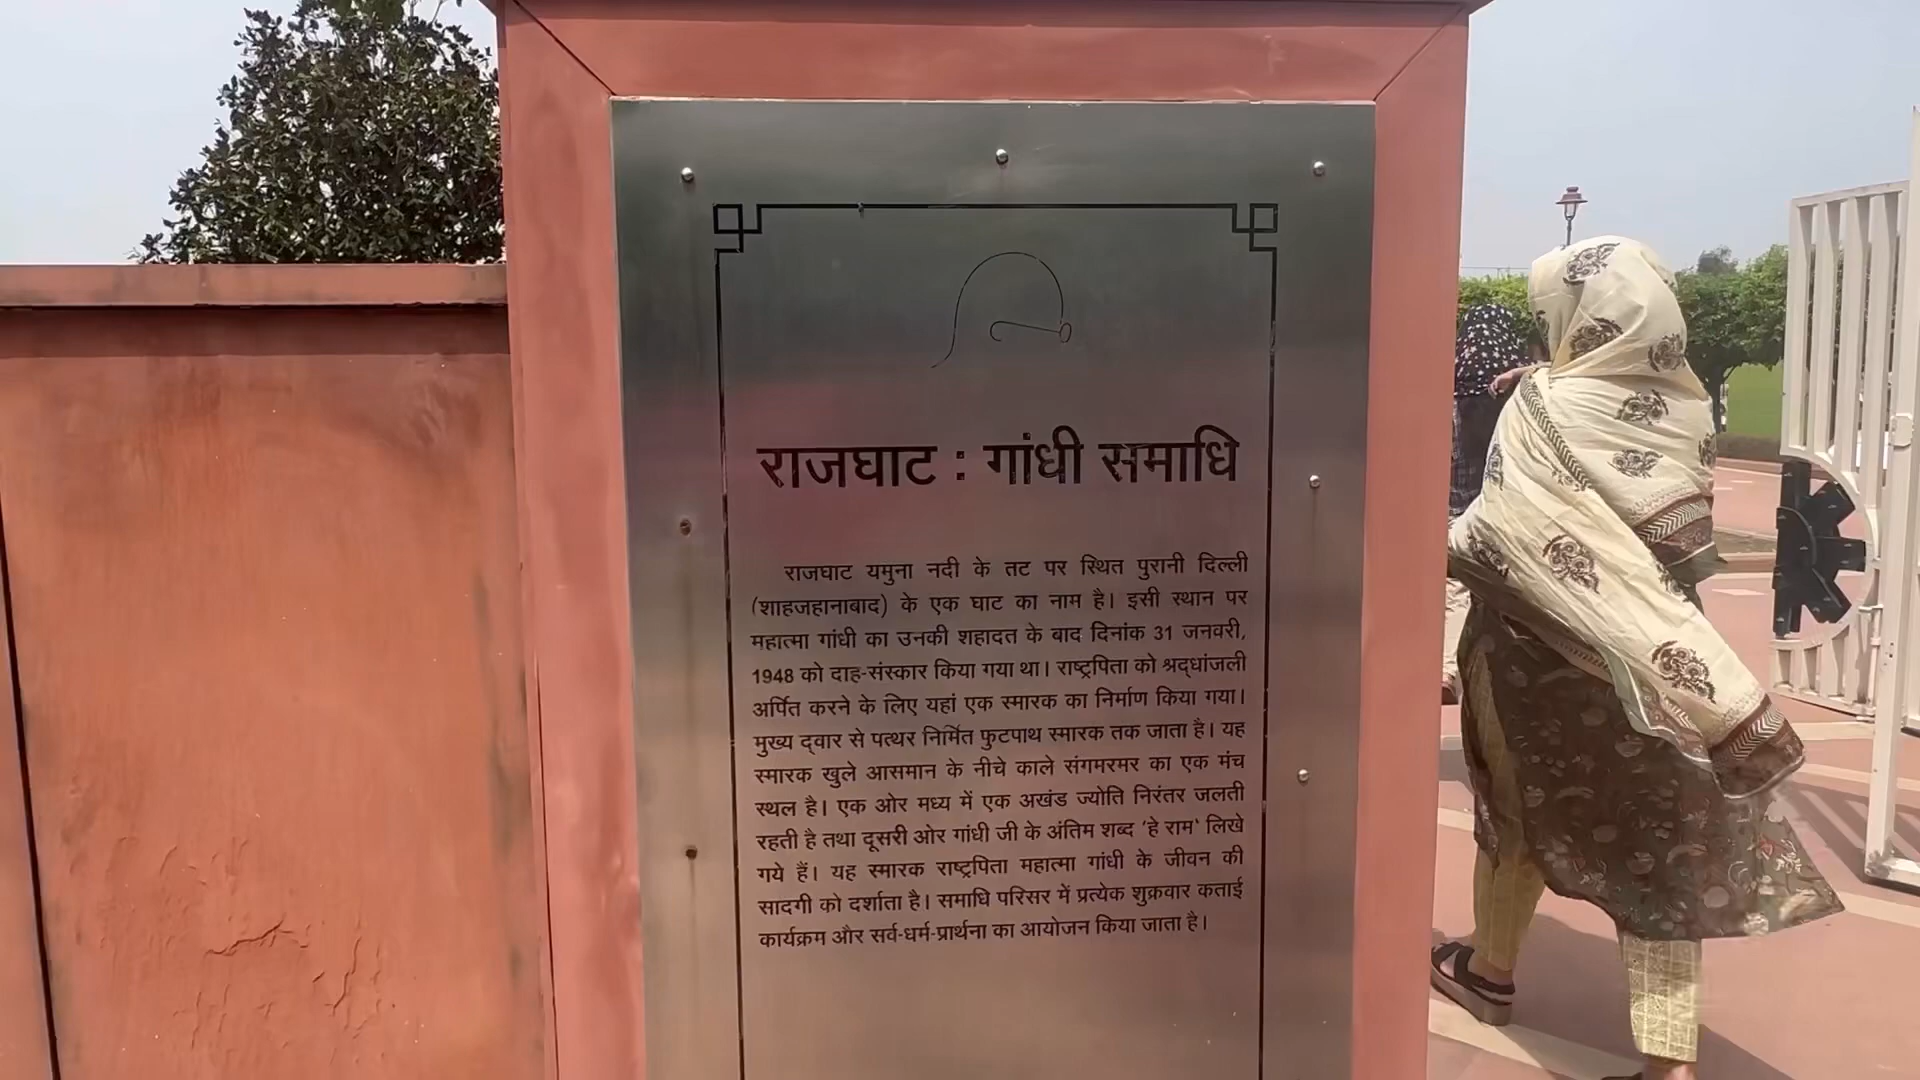 राजघाट : गांधी समाधि
राजघाट यमुना नदी के तट पर स्थित पुरानी दिल्ली
(शाहजहानाबाद) के एक घाट का नाम है। इसी स्थान पर
महात्मा गांधी का उनकी शहादत के बाद दिनांक 31 जनवरी,
1948 को दाह-संस्कार किया गया था। राष्ट्रपिता को श्रद्धांजली
अर्पित करने के लिए यहां एक स्मारक का निर्माण किया गया।
मुख्य द्वार से पत्थर निर्मित फुटपाथ स्मारक तक जाता है। यह
स्मारक खुले आसमान के नीचे काले संगमरमर का एक मंच
स्थल है। एक ओर मध्य में एक अखंड ज्योति निरंतर जलती
रहती है तथा दूसरी ओर गांधी जी के अंतिम शब्द 'हे राम' लिखे
गये हैं। यह स्मारक राष्ट्रपिता महात्मा गांधी के जीवन की
सादगी को दर्शाता है। समाधि परिसर में प्रत्येक शुक्रवार कताई
कार्यक्रम और सर्व-धर्म-प्रार्थना का आयोजन किया जाता है।